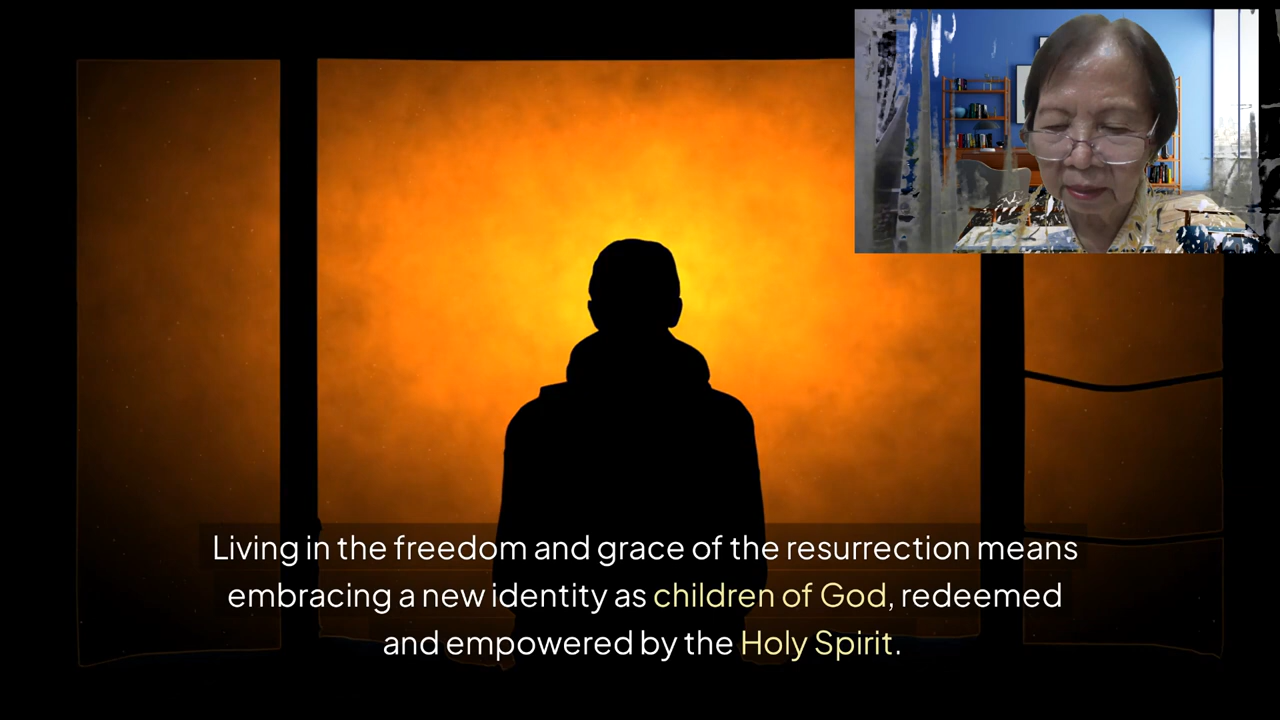 Living in the freedom and grace of the resurrection means
embracing a new identity as children of God, redeemed
and empowered by the Holy Spirit.